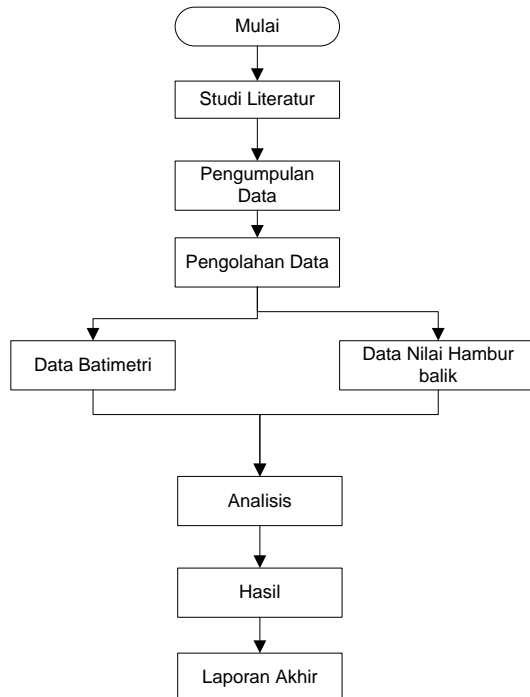 Mulai
Studi Literatur
Pengumpulan
Data
Pengolahan Data
Data Batimetri
Data Nilai Hambur
balik
Analisis
Hasil
Laporan Akhir